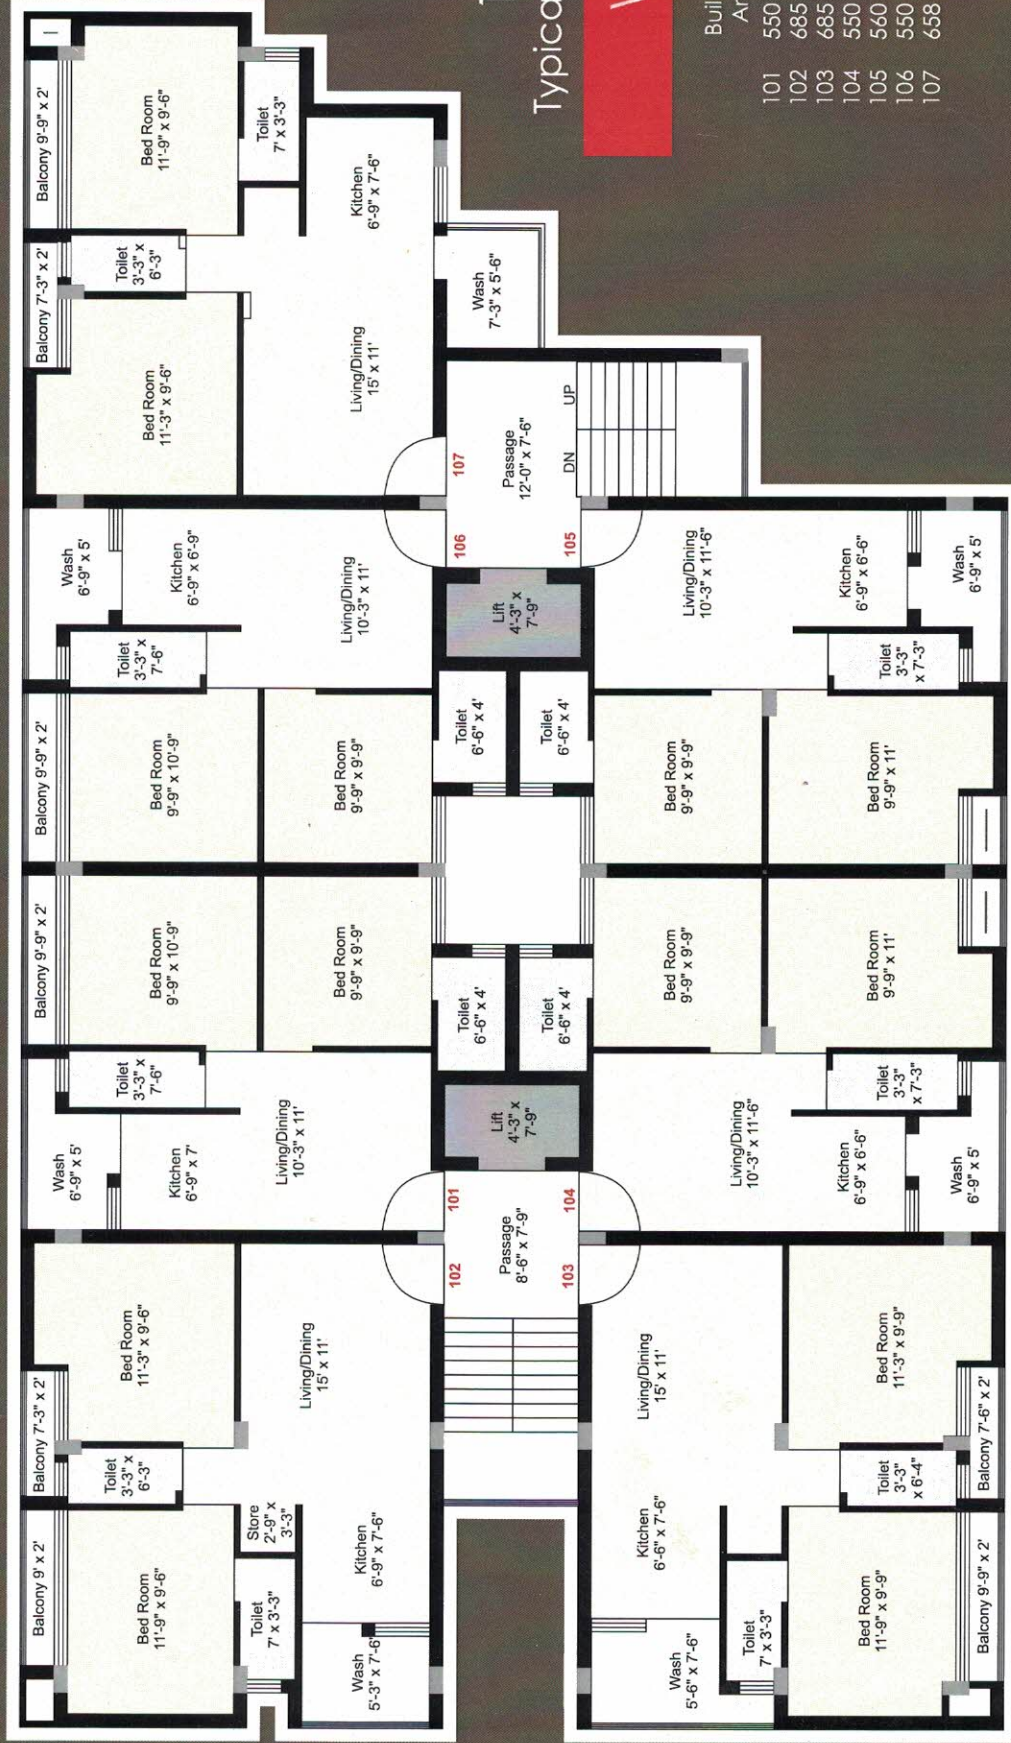 Balcony 9' x 2'
Balcony 7'-3" x 2'
Balcony 9'-9" x 2'
Balcony 9'-9" x 2'
Balcony 7'-3" x 2'
Balcony 9'-9" x 2'
Bed Room
11'-9" x 9'-6"
Toilet
3'-3" x
6'-3"
Bed Room
11'-3" x 9'-6"
Wash
6'-9" x 5'
Toilet
3'-3" x
7'-6"
Bed Room
9'-9" x 10'-9"
Bed Room
9'-9" x 10'-9"
Toilet
3'-3" x
7'-6"
Wash
6'-9" x 5'
Bed Room
11'-3" x 9'-6"
Toilet
3'-3" x
6'-3"
Bed Room
11'-9" x 9'-6"
Kitchen
6'-9" x 7'
Kitchen
6'-9" x 6'-9"
Toilet
7' x 3'-3"
Store
2'-9" x
3'-3"
Living/Dining
15' x 11'
Living/Dining
10'-3" x 11'
Bed Room
9'-9" x 9'-9"
Bed Room
9'-9" x 9'-9"
Living/Dining
10'-3" x 11'
Living/Dining
15' x 11'
Toilet
7' x 3'-3"
Wash
5'-3" x 7'-6"
Kitchen
6'-9" x 7'-6"
Kitchen
6'-9" x 7'-6"
102
101
Toilet
6'-6" x 4'
Toilet
6'-6" x 4'
106
107
Wash
7'-3" x 5'-6"
Passage
8'-6" x 7'-9"
Lift
4'-3" x
7'-9"
Lift
4'-3" x
7'-9"
Passage
12'-0" x 7'-6"
103
104
Toilet
6'-6" x 4'
Toilet
6'-6" x 4'
105
DN
UP
Wash
5'-6" x 7'-6"
Kitchen
6'-6" x 7'-6"
Living/Dining
15' x 11'
Living/Dining
10'-3" x 11'-6"
Bed Room
9'-9" x 9'-9"
Bed Room
9'-9" x 9'-9"
Living/Dining
10'-3" x 11'-6"
Toilet
7' x 3'-3"
Bed Room
11'-9" x 9'-9"
Toilet
3'-3"
x 6'-4"
Bed Room
11'-3" x 9'-9"
Kitchen
6'-9" x 6'-6"
Toilet
3'-3"
x 7'-3"
Bed Room
9'-9" x 11'
Bed Room
9'-9" x 11'
Toilet
3'-3"
x 7'-3"
Kitchen
6'-9" x 6'-6"
Wash
6'-9" x 5'
Wash
6'-9" x 5'
Balcony 9'-9" x 2'
Balcony 7'-6" x 2'
Typica
Buil
Ar
101 550
102 685
103 685
104 550
105 560
106 550
107 658